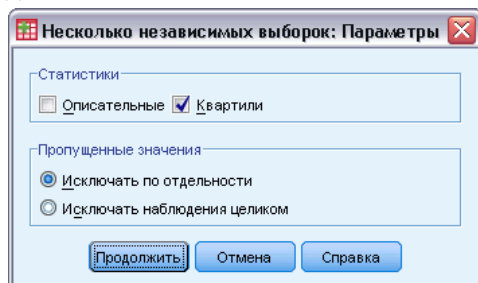 Несколько независимых выборок: Параметры
Статистики
Описательные Квартили
Пропущенные значения
Исключать по отдельности
Исключать наблюдения целиком
Продолжить Отмена Справка